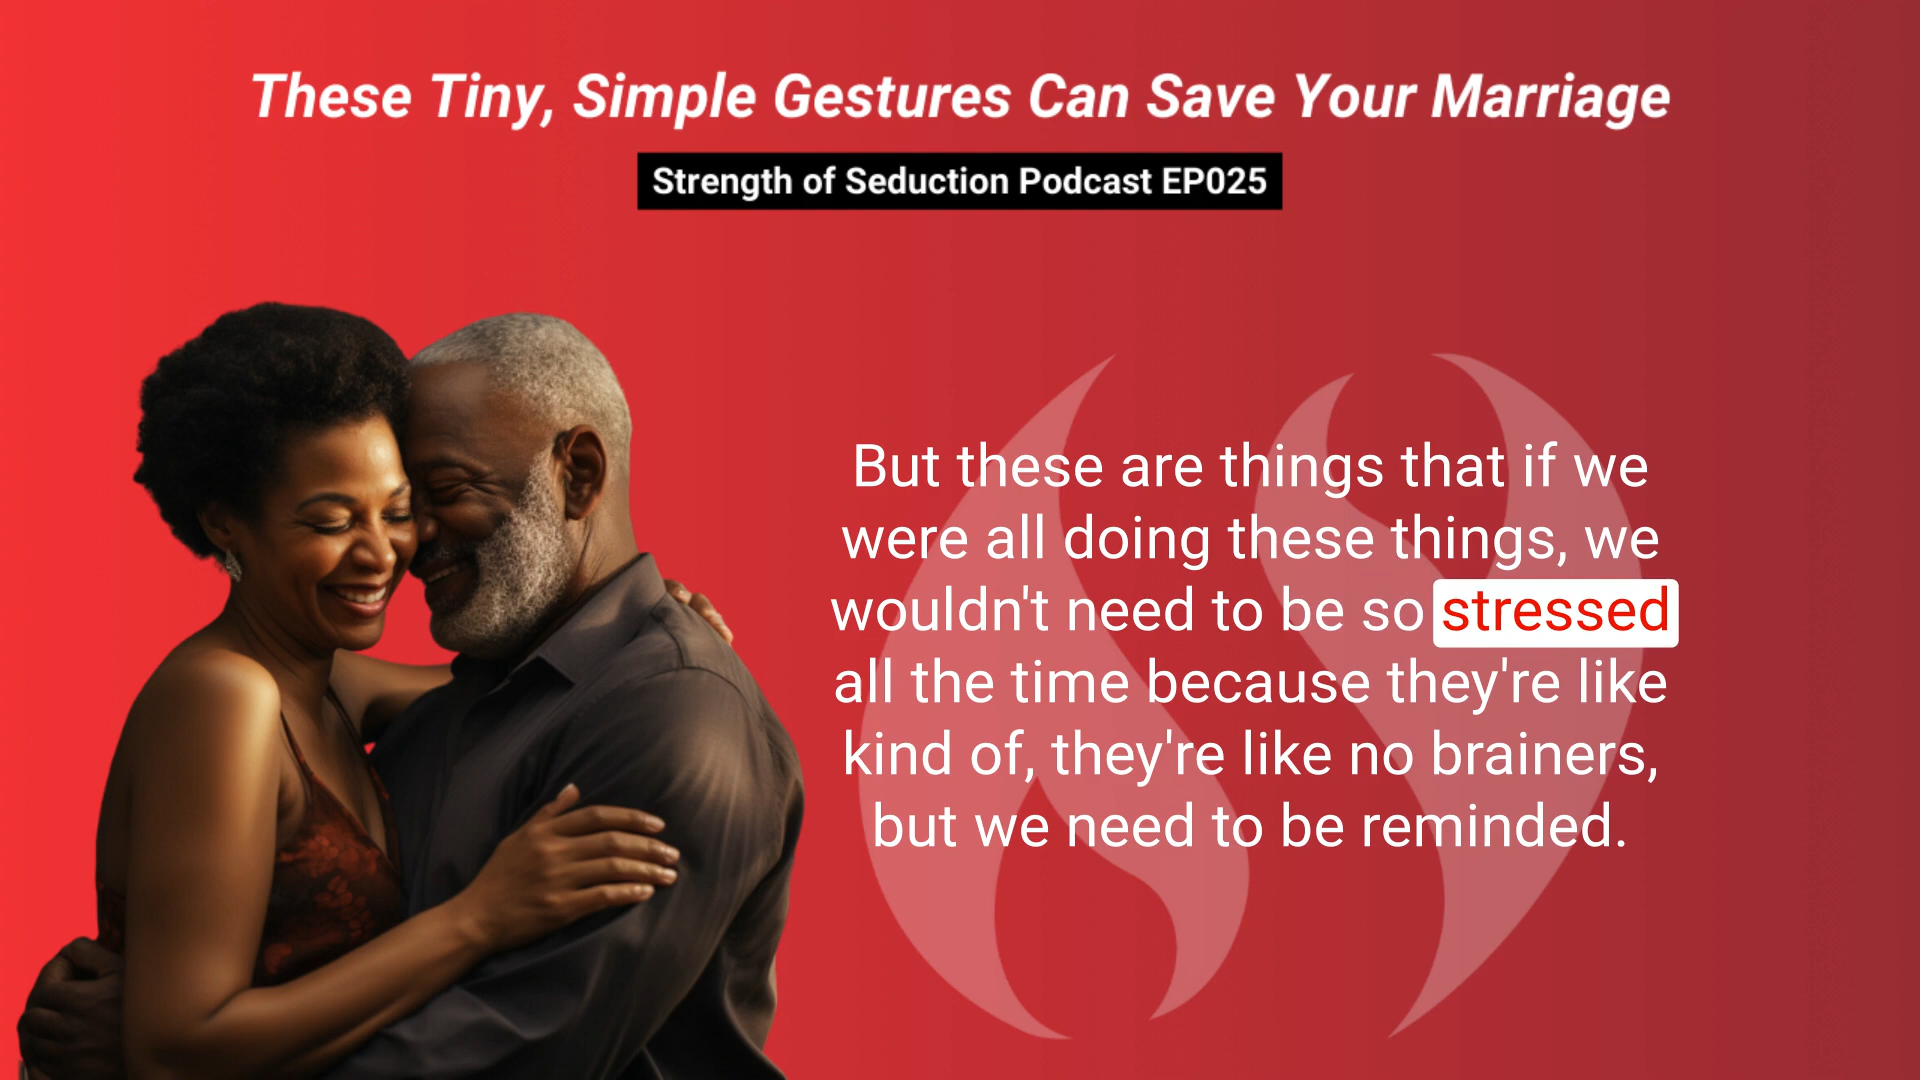 These Tiny, Simple Gestures Can Save Your Marriage
Strength of Seduction Podcast EP025
But these are things that if we
were all doing these things, we
wouldn't need to be so stressed
all the time because they're like
kind of, they're like no brainers,
but we need to be reminded.